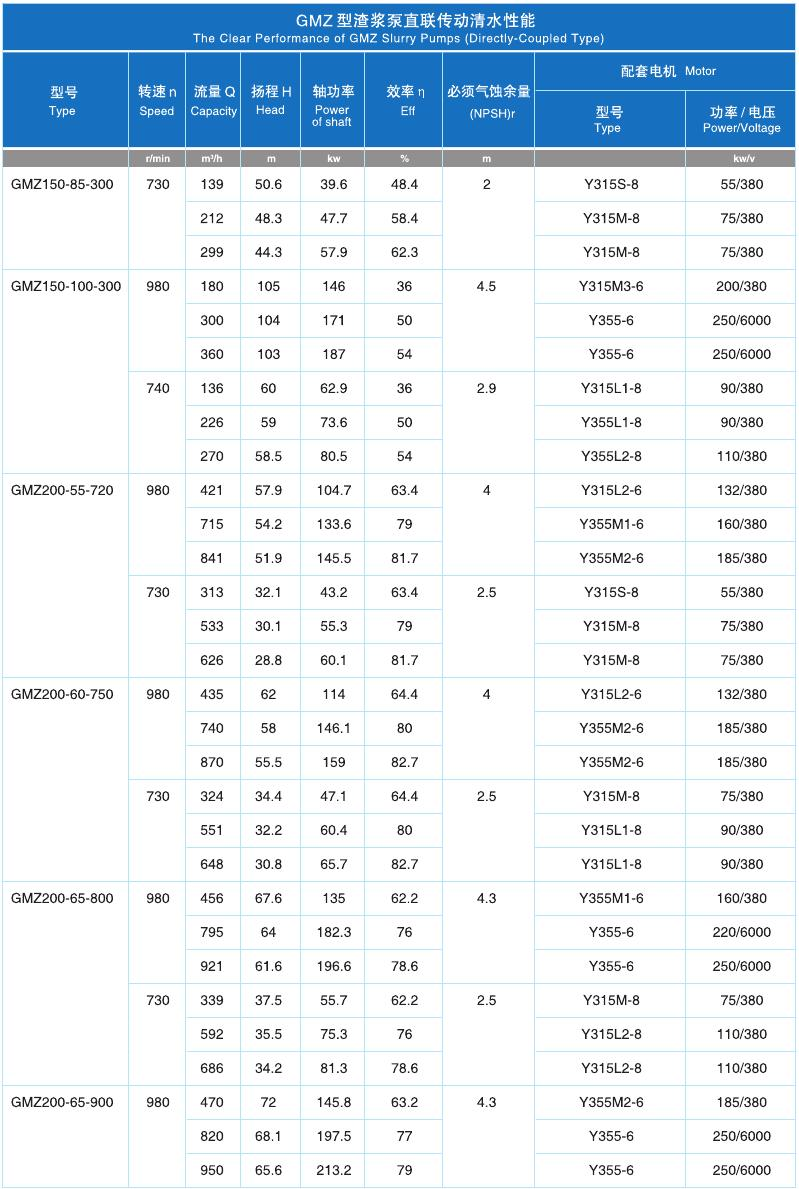 GMZ 型渣浆泵直联传动清水性能
The Clear Performance of GMZ Slurry Pumps (Directly-Coupled Type)
型号 转速 n 流量 Q 扬程 H 轴功率 效率 η 必须气蚀余量 配套电机 Motor
Type Speed Capacity Head Power of shaft Eff (NPSH)r 型号 功率 / 电压
Type Power/Voltage
r/min m³/h m kw % m kw/v
GMZ150-85-300 730 139 50.6 39.6 48.4 2 Y315S-8 55/380
212 48.3 47.7 58.4 Y315M-8 75/380
299 44.3 57.9 62.3 Y315M-8 75/380
GMZ150-100-300 980 180 105 146 36 4.5 Y315M3-6 200/380
300 104 171 50 Y355-6 250/6000
360 103 187 54 Y355-6 250/6000
740 136 60 62.9 36 2.9 Y315L1-8 90/380
226 59 73.6 50 Y355L1-8 90/380
270 58.5 80.5 54 Y355L2-8 110/380
GMZ200-55-720 980 421 57.9 104.7 63.4 4 Y315L2-6 132/380
715 54.2 133.6 79 Y355M1-6 160/380
841 51.9 145.5 81.7 Y355M2-6 185/380
730 313 32.1 43.2 63.4 2.5 Y315S-8 55/380
533 30.1 55.3 79 Y315M-8 75/380
626 28.8 60.1 81.7 Y315M-8 75/380
GMZ200-60-750 980 435 62 114 64.4 4 Y315L2-6 132/380
740 58 146.1 80 Y355M2-6 185/380
870 55.5 159 82.7 Y355M2-6 185/380
730 324 34.4 47.1 64.4 2.5 Y315M-8 75/380
551 32.2 60.4 80 Y315L1-8 90/380
648 30.8 65.7 82.7 Y315L1-8 90/380
GMZ200-65-800 980 456 67.6 135 62.2 4.3 Y355M1-6 160/380
795 64 182.3 76 Y355-6 220/6000
921 61.6 196.6 78.6 Y355-6 250/6000
730 339 37.5 55.7 62.2 2.5 Y315M-8 75/380
592 35.5 75.3 76 Y315L2-8 110/380
686 34.2 81.3 78.6 Y315L2-8 110/380
GMZ200-65-900 980 470 72 145.8 63.2 4.3 Y355M2-6 185/380
820 68.1 197.5 77 Y355-6 250/6000
950 65.6 213.2 79 Y355-6 250/6000